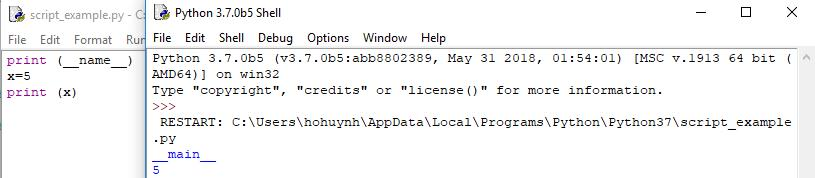 script_example.py - C:
File Edit Format Run
print (__name__)
x=5
print (x)
Python 3.7.0b5 Shell
File Edit Shell Debug Options Window Help
Python 3.7.0b5 (v3.7.0b5:abb8802389, May 31 2018, 01:54:01) [MSC v.1913 64 bit (
AMD64)] on win32
Type "copyright", "credits" or "license()" for more information.
>>>
RESTART: C:\Users\hohuynh\AppData\Local\Programs\Python\Python37\script_example
.py
__main__
5